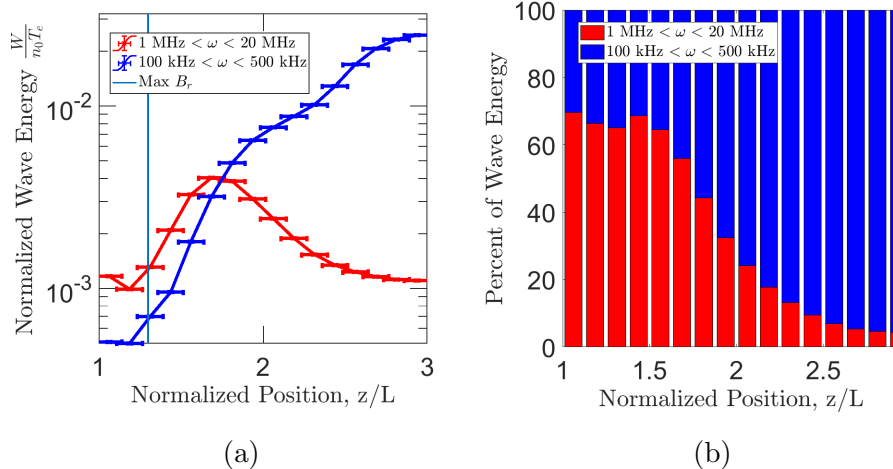 Normalized Wave Energy W/(n₀Tₑ)
10⁻²
10⁻³
1 MHz < ω < 20 MHz
100 kHz < ω < 500 kHz
Max Bᵣ
1 2 3
Normalized Position, z/L
(a)
Percent of Wave Energy
100
80
60
40
20
0
1 MHz < ω < 20 MHz
100 kHz < ω < 500 kHz
1 1.5 2 2.5
Normalized Position, z/L
(b)